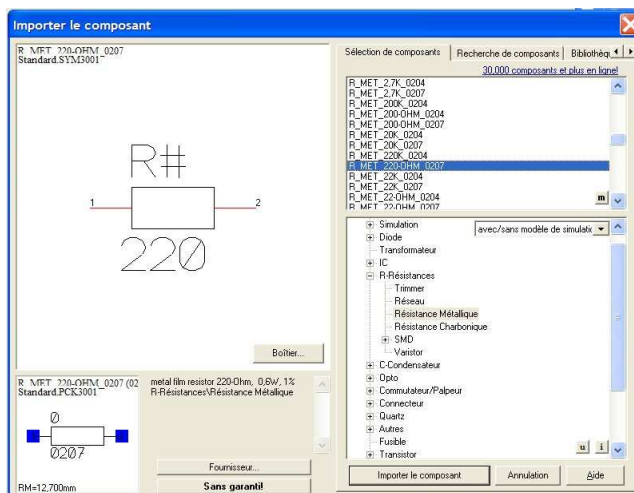 Importer le composant
R_MET_220-OHM_0207
Standard.SYM3001
R#
1
2
220
Boîtier...
R_MET_220-OHM_0207 (02
Standard.PCK3001
0
0207
RM=12,700mm
metal film resistor 220-Ohm, 0,6W, 1%
R-Résistances\Résistance Métallique
Fournisseur...
Sans garanti!
Sélection de composants
Recherche de composants
Bibliothèq
30,000 composants et plus en ligne!
R_MET_2,7K_0204
R_MET_2,7K_0207
R_MET_200K_0204
R_MET_200-OHM_0204
R_MET_200-OHM_0207
R_MET_20K_0204
R_MET_20K_0207
R_MET_220K_0204
R_MET_220-OHM_0207
R_MET_22K_0204
R_MET_22K_0207
R_MET_22-OHM_0204
R_MET_22-OHM_0207
m
avec/sans modèle de simulatic
Simulation
Diode
Transformateur
IC
R-Résistances
Trimmer
Réseau
Résistance Métallique
Résistance Charbonique
SMD
Varistor
C-Condensateur
Opto
Commutateur/Palpeur
Connecteur
Quartz
Autres
Fusible
Transistor
u
i
Importer le composant
Annulation
Aide